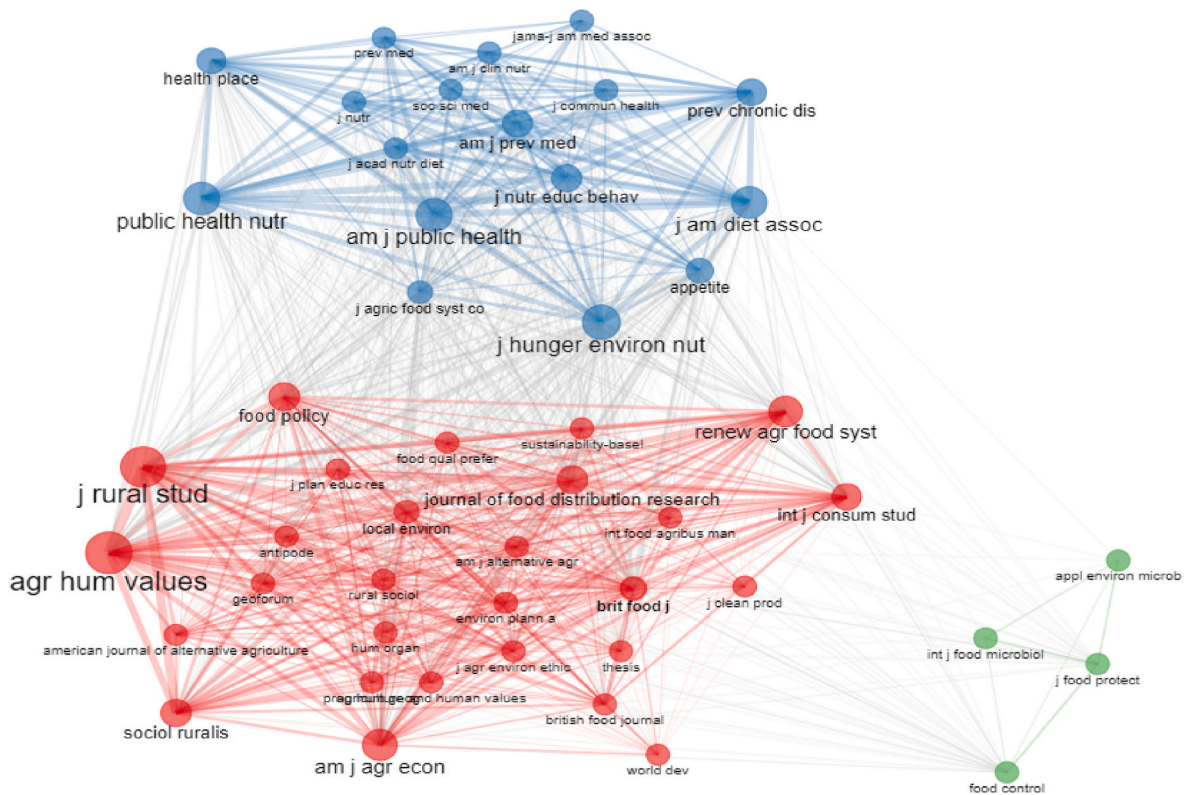 jama-j am med assoc
prev med
am j clin nutr
health place
soc sci med
j commun health
prev chronic dis
j nutr
am j prev med
j acad nutr diet
j nutr educ behav
public health nutr
am j public health
j am diet assoc
appetite
j agric food syst co
j hunger environ nut
food policy
renew agr food syst
sustainability-basel
food qual prefer
j rural stud
j plan educ res
journal of food distribution research
int j consum stud
local environ
int food agribus man
antipode
am j alternative agr
appl environ microb
agr hum values
geoforum
rural sociol
brit food j
j clean prod
environ plann a
american journal of alternative agriculture
hum organ
int j food microbiol
j agr environ ethic
thesis
j food protect
and human values
british food journal
sociol ruralis
am j agr econ
world dev
food control